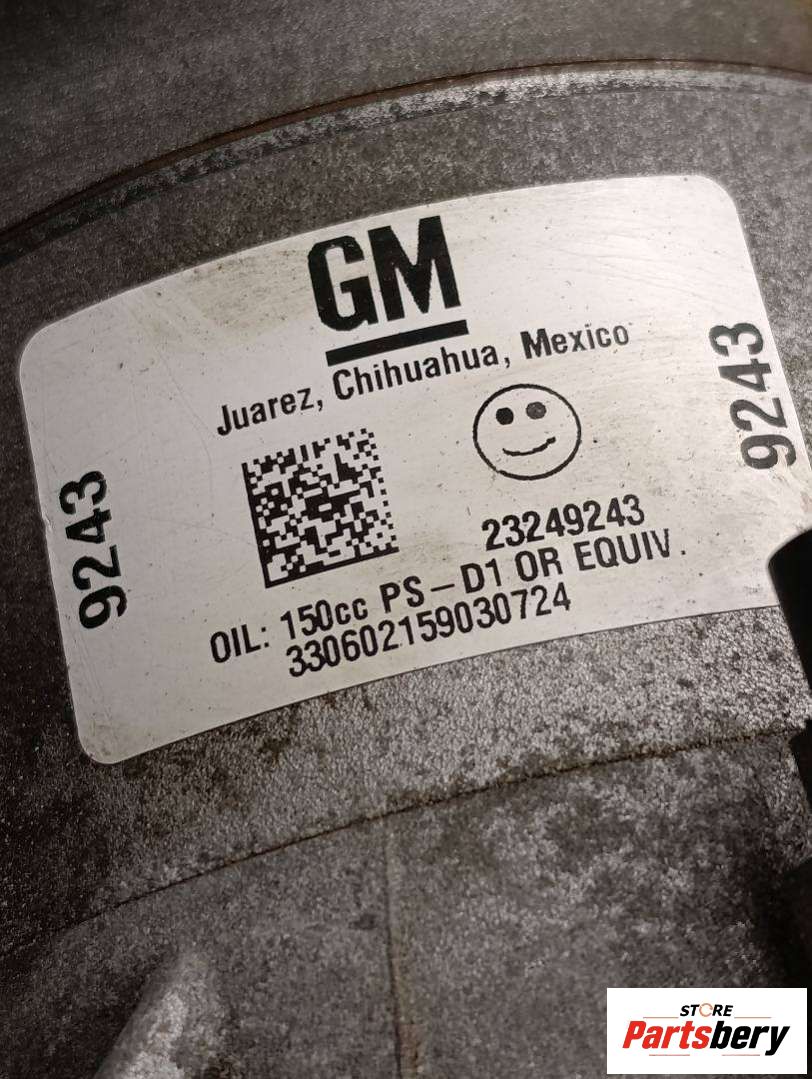 GM
Juarez, Chihuahua, Mexico
9243
9243
23249243
OIL: 150cc PS-D1 OR EQUIV.
330602159030724
STORE
Partsbery